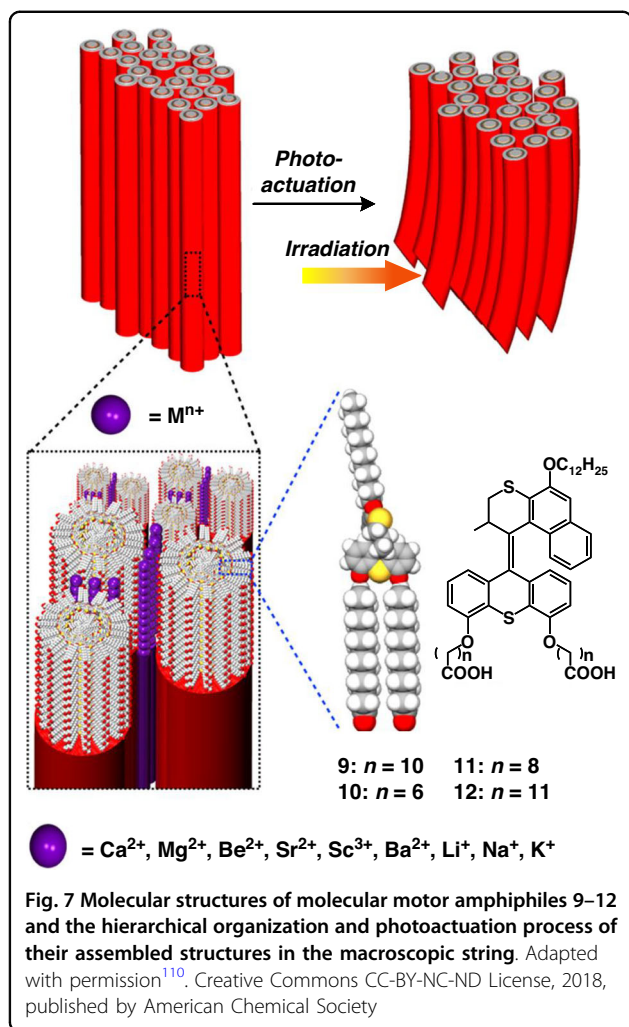 Photo-
actuation
Irradiation
= Mⁿ⁺
OC₁₂H₂₅
S
S
O
O
( )n
( )n
COOH
COOH
9: n = 10 11: n = 8
10: n = 6 12: n = 11
= Ca²⁺, Mg²⁺, Be²⁺, Sr²⁺, Sc³⁺, Ba²⁺, Li⁺, Na⁺, K⁺
Fig. 7 Molecular structures of molecular motor amphiphiles 9–12
and the hierarchical organization and photoactuation process of
their assembled structures in the macroscopic string. Adapted
with permission¹¹⁰. Creative Commons CC-BY-NC-ND License, 2018,
published by American Chemical Society